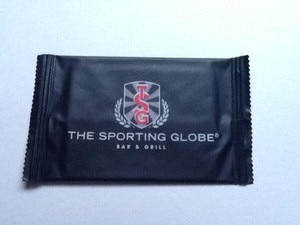 TSG
THE SPORTING GLOBE®
BAR & GRILL